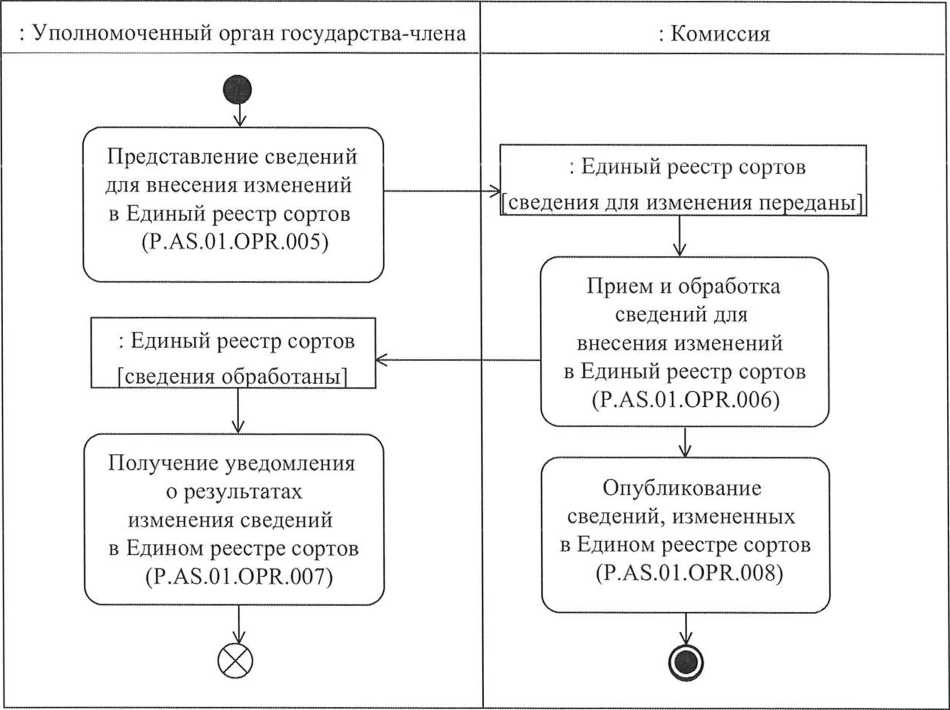 : Уполномоченный орган государства-члена
: Комиссия
Представление сведений
для внесения изменений
в Единый реестр сортов
(P.AS.01.OPR.005)
: Единый реестр сортов
[сведения для изменения переданы]
Прием и обработка
сведений для
внесения изменений
в Единый реестр сортов
(P.AS.01.OPR.006)
: Единый реестр сортов
[сведения обработаны]
Получение уведомления
о результатах
изменения сведений
в Едином реестре сортов
(P.AS.01.OPR.007)
Опубликование
сведений, измененных
в Едином реестре сортов
(P.AS.01.OPR.008)